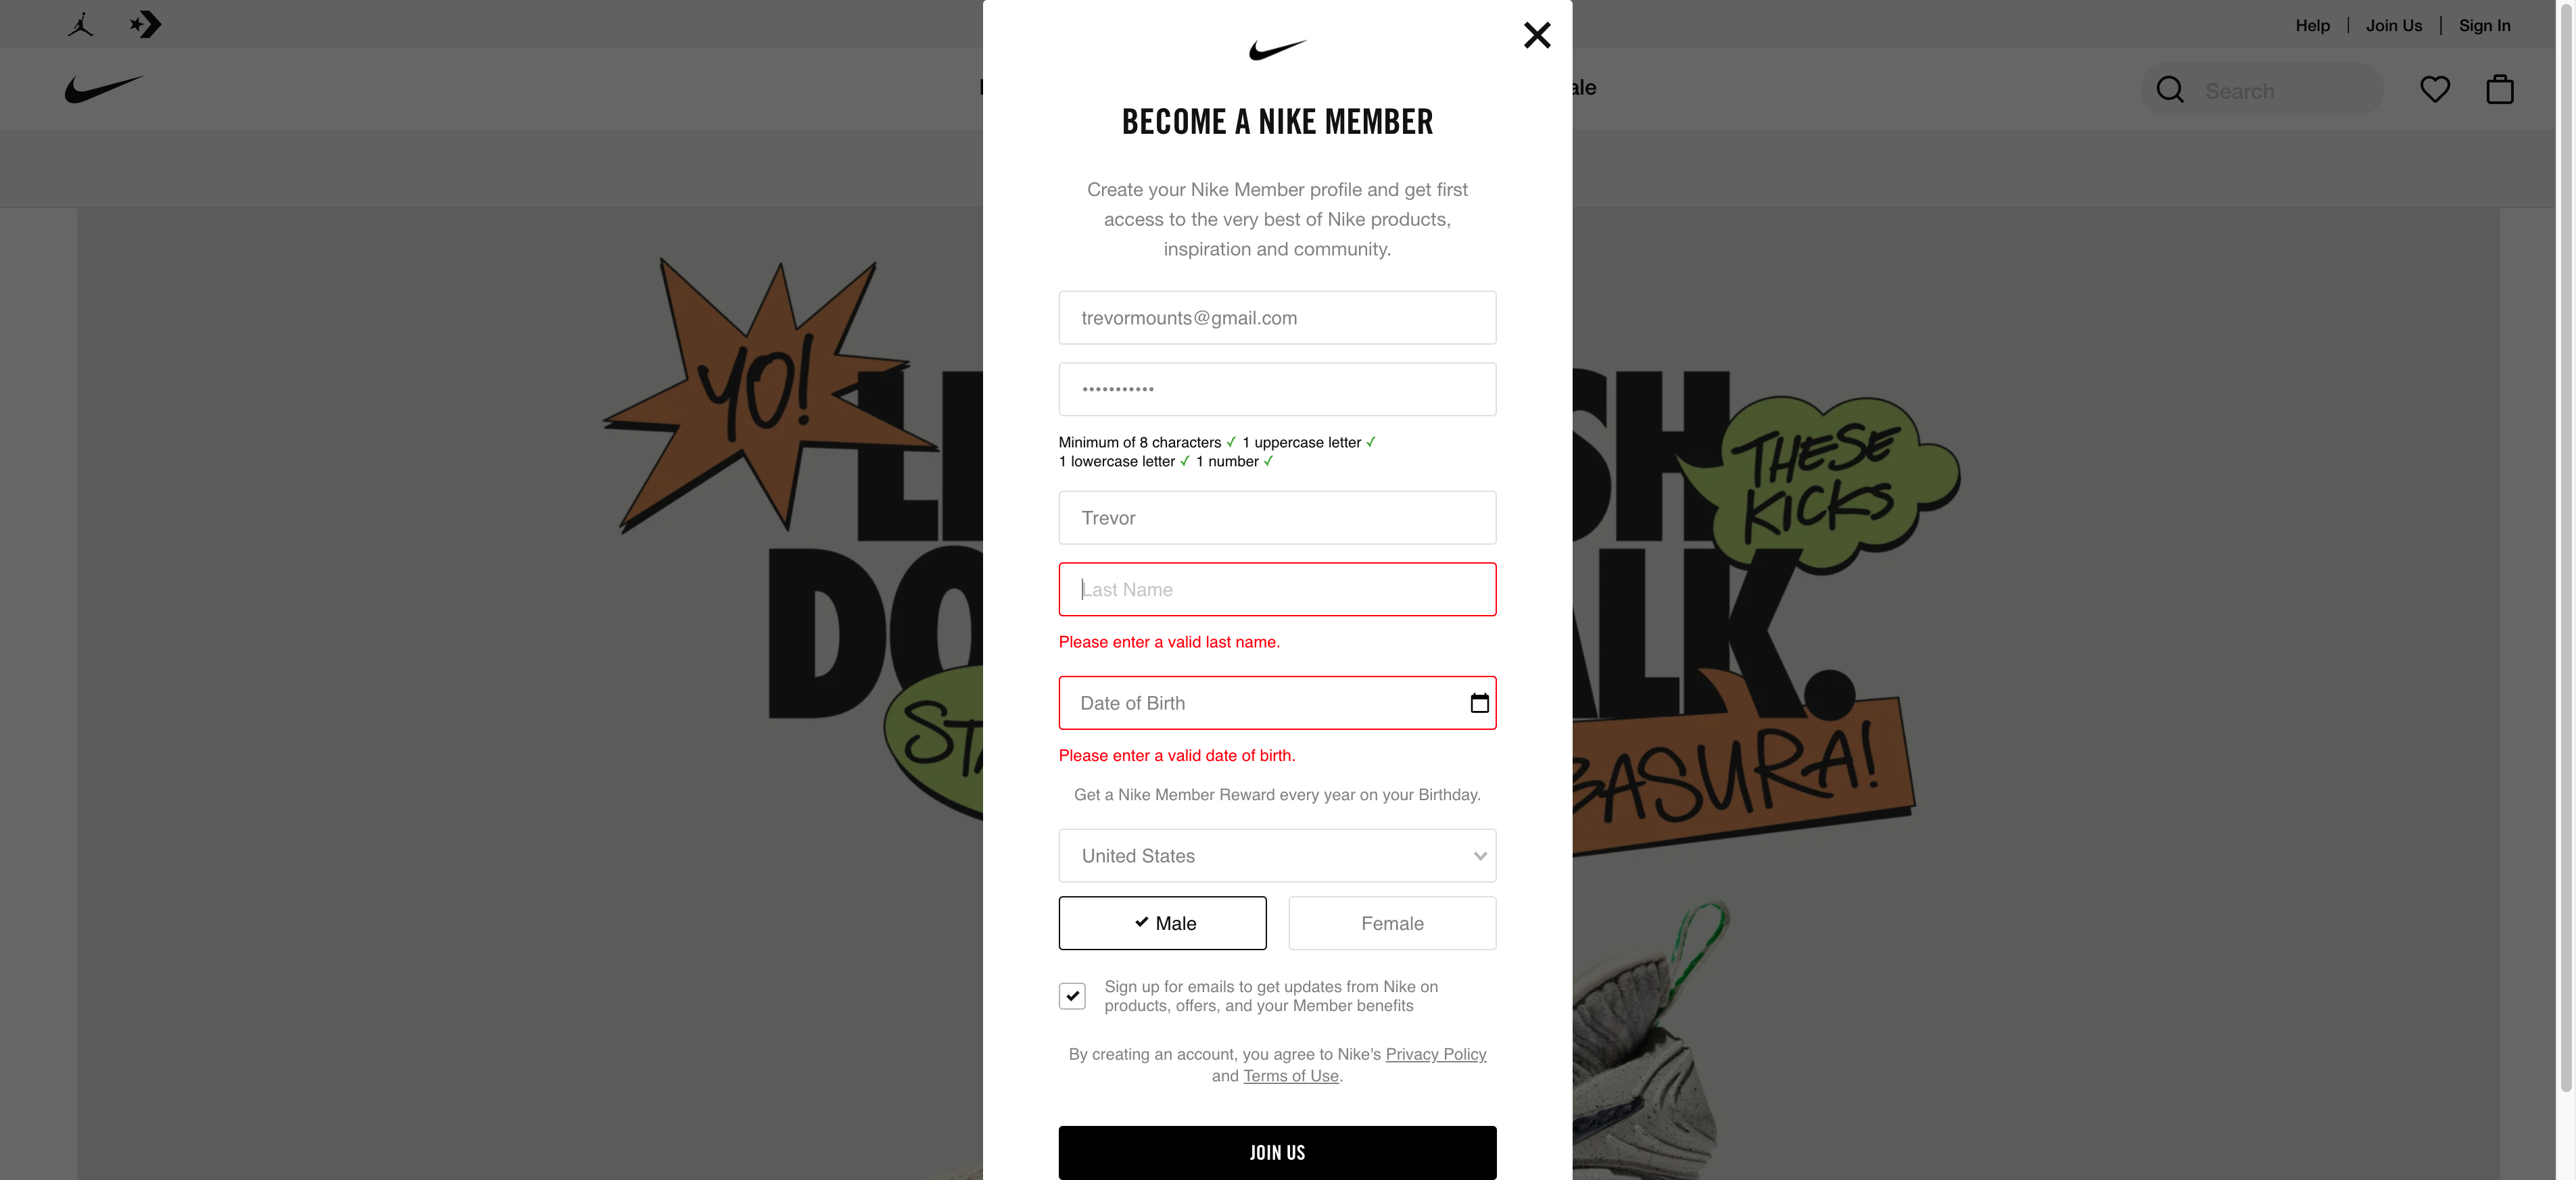 Help | Join Us | Sign In
ale
Search
BECOME A NIKE MEMBER
Create your Nike Member profile and get first
access to the very best of Nike products,
inspiration and community.
trevormounts@gmail.com
•••••••••••
Minimum of 8 characters ✓ 1 uppercase letter ✓
1 lowercase letter ✓ 1 number ✓
Trevor
Last Name
Please enter a valid last name.
Date of Birth
Please enter a valid date of birth.
Get a Nike Member Reward every year on your Birthday.
United States
Male
Female
Sign up for emails to get updates from Nike on
products, offers, and your Member benefits
By creating an account, you agree to Nike's Privacy Policy
and Terms of Use.
JOIN US
YO!
THESE
KICKS
DO
ST
BASURA!